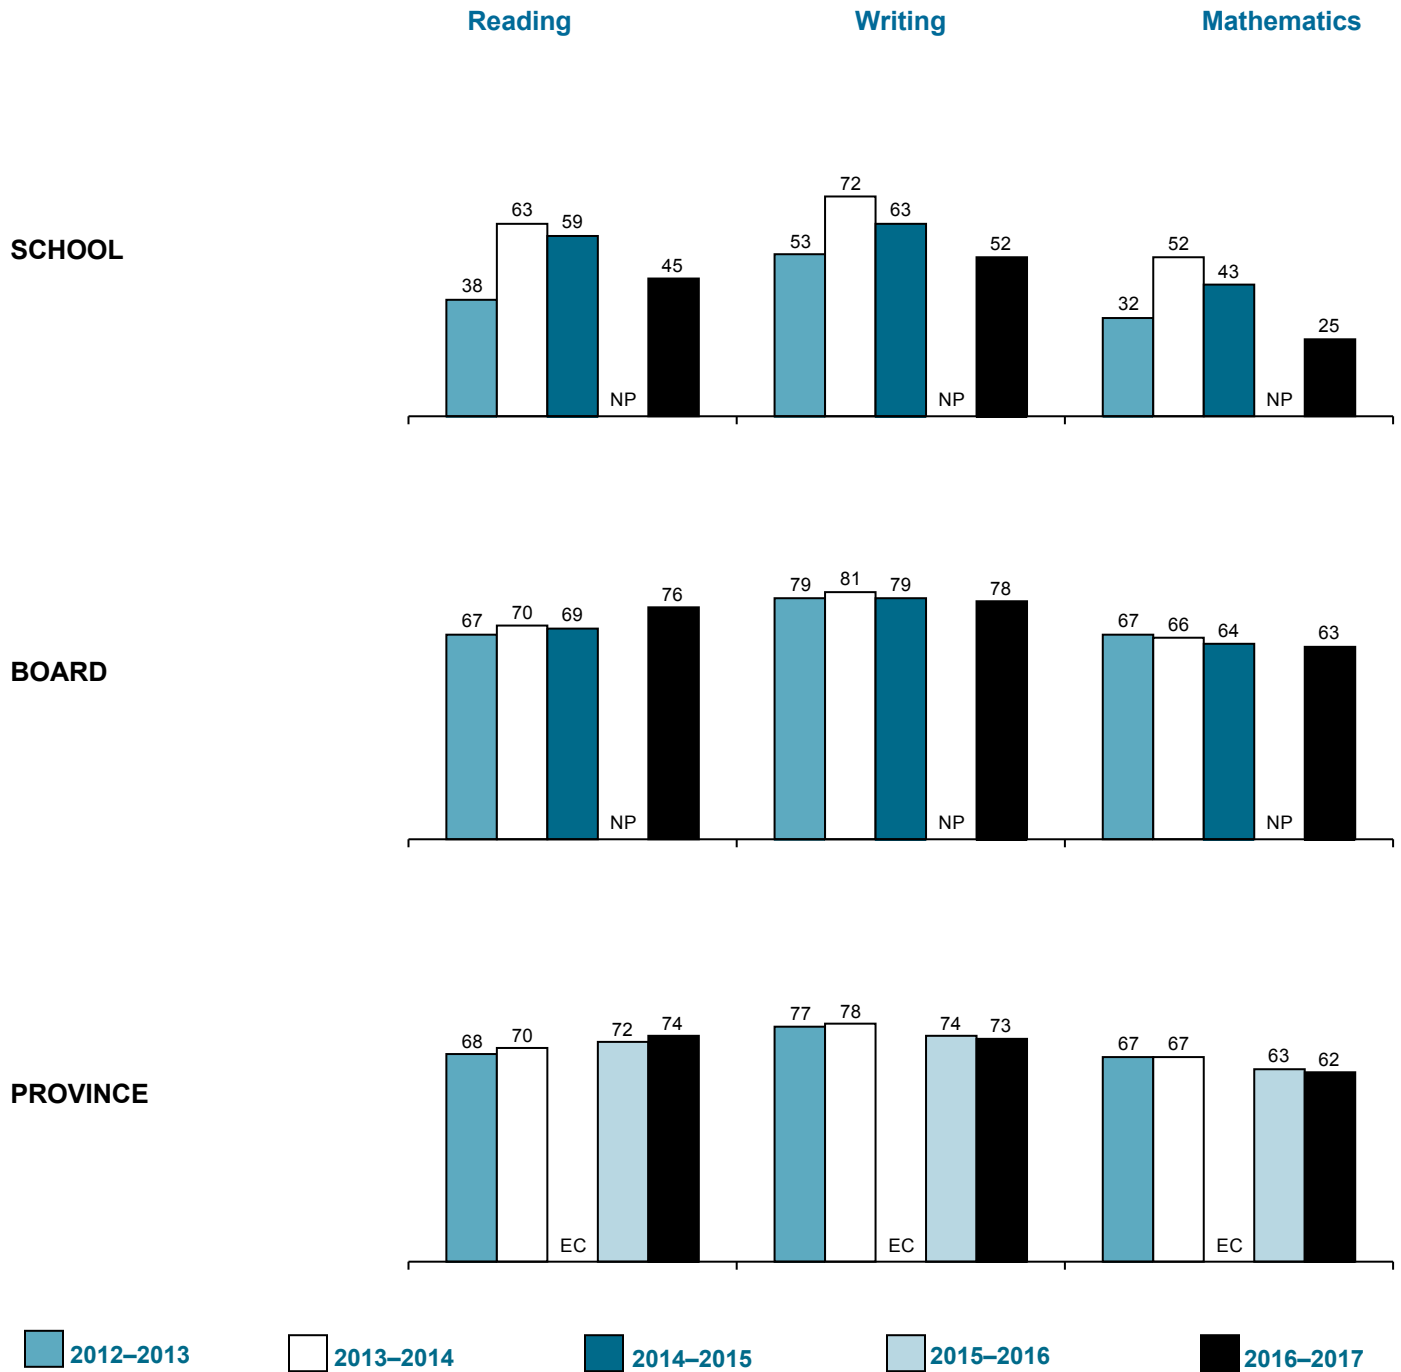 Reading Writing Mathematics
SCHOOL
38 63 59 NP 45
53 72 63 NP 52
32 52 43 NP 25
BOARD
67 70 69 NP 76
79 81 79 NP 78
67 66 64 NP 63
PROVINCE
68 70 EC 72 74
77 78 EC 74 73
67 67 EC 63 62
2012–2013 2013–2014 2014–2015 2015–2016 2016–2017